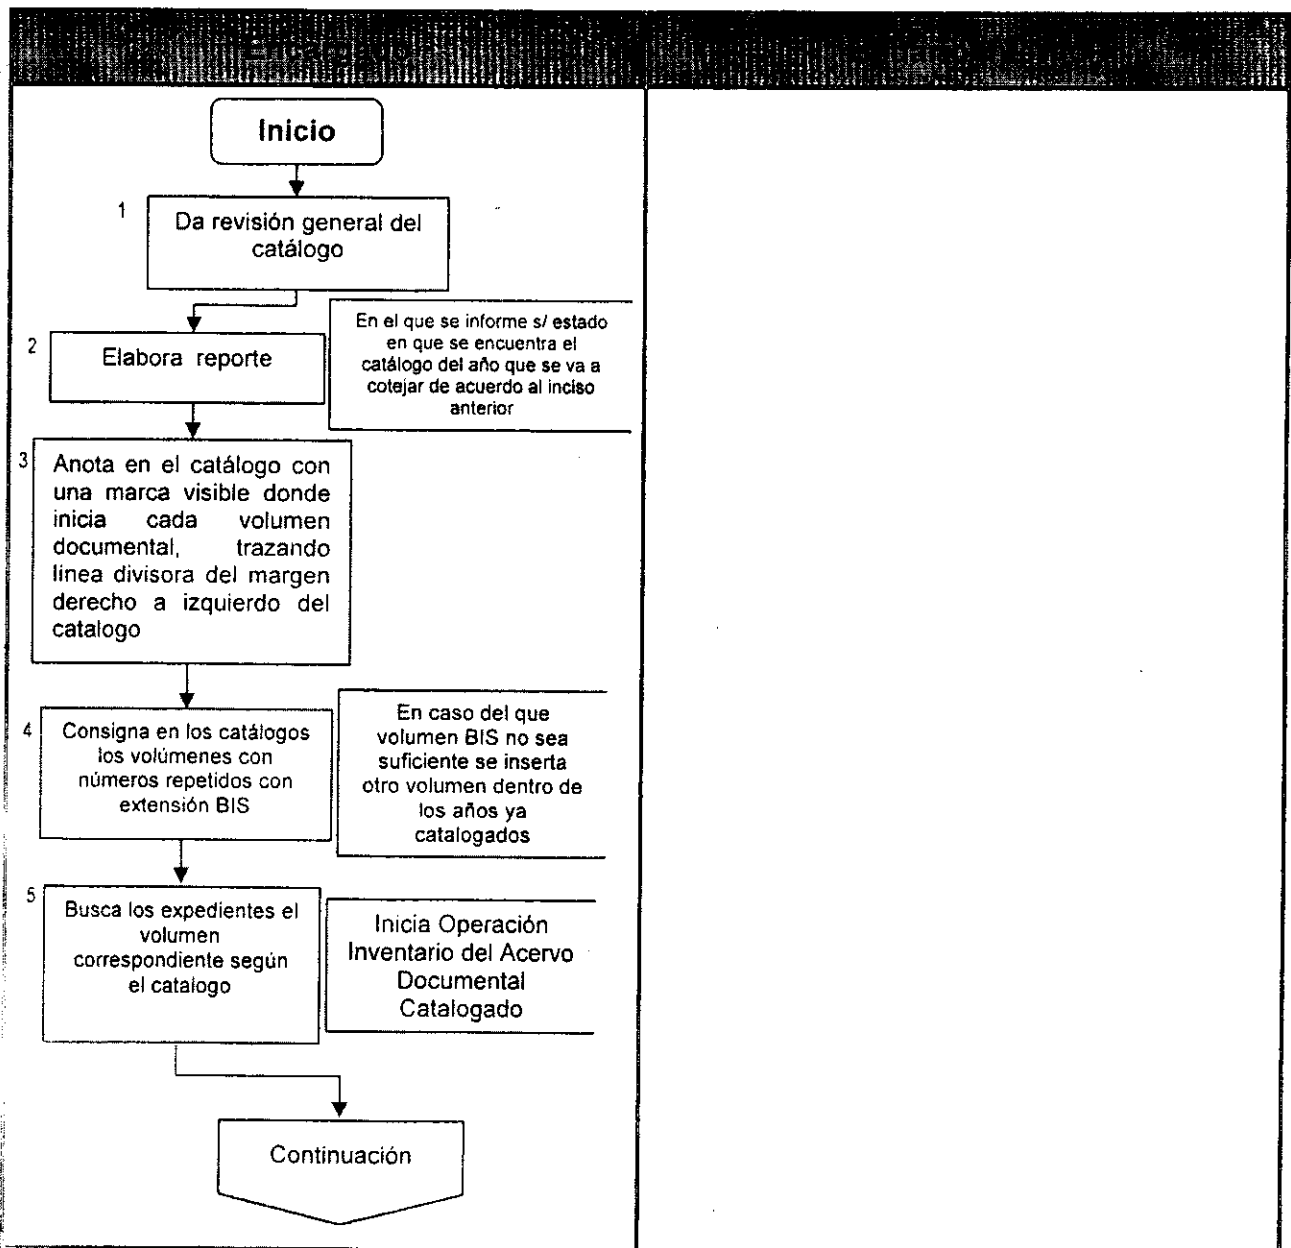 Inicio
1
Da revisión general del
catálogo
2
Elabora reporte
En el que se informe s/ estado
en que se encuentra el
catálogo del año que se va a
cotejar de acuerdo al inciso
anterior
3
Anota en el catálogo con
una marca visible donde
inicia cada volumen
documental, trazando
linea divisora del margen
derecho a izquierdo del
catalogo
4
Consigna en los catálogos
los volúmenes con
números repetidos con
extensión BIS
En caso del que
volumen BIS no sea
suficiente se inserta
otro volumen dentro de
los años ya
catalogados
5
Busca los expedientes el
volumen
correspondiente según
el catalogo
Inicia Operación
Inventario del Acervo
Documental
Catalogado
Continuación